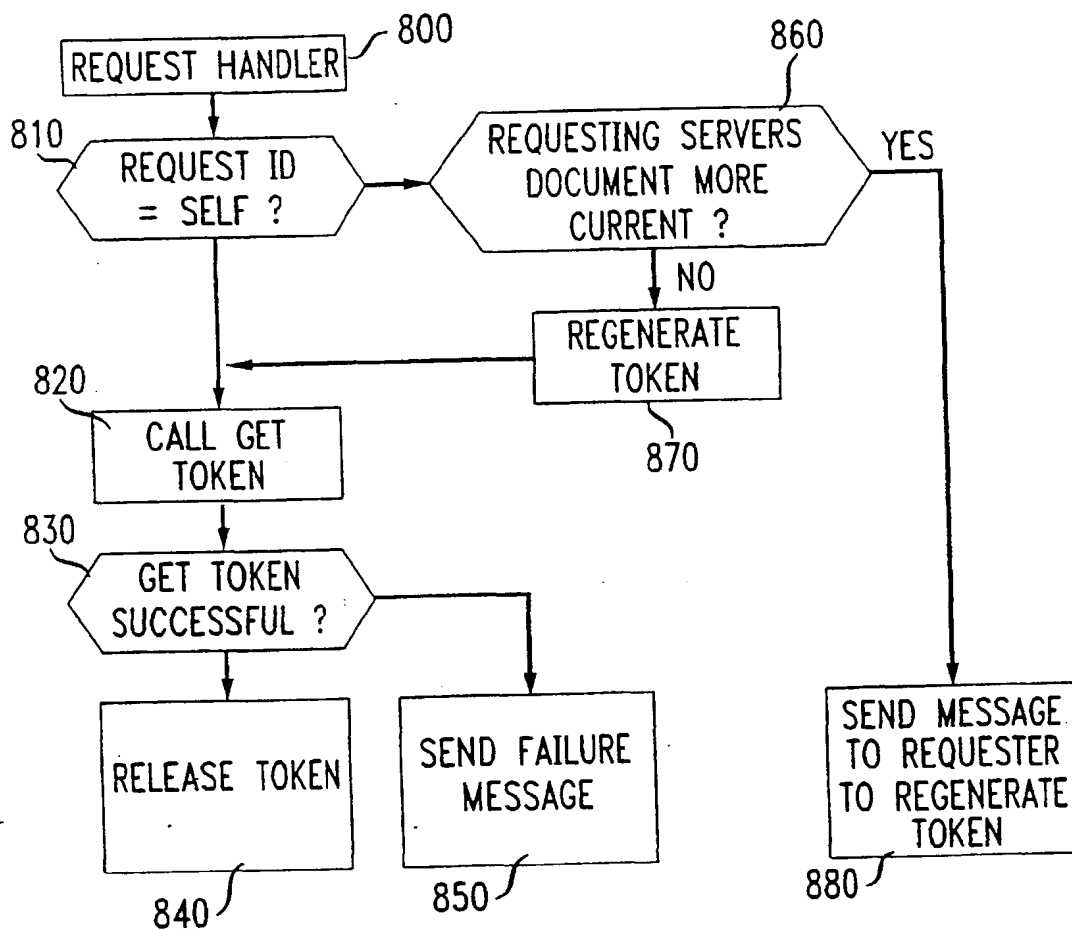 800
REQUEST HANDLER
810
REQUEST ID
= SELF ?
860
REQUESTING SERVERS
DOCUMENT MORE
CURRENT ?
YES
NO
REGENERATE
TOKEN
870
820
CALL GET
TOKEN
830
GET TOKEN
SUCCESSFUL ?
RELEASE TOKEN
840
SEND FAILURE
MESSAGE
850
SEND MESSAGE
TO REQUESTER
TO REGENERATE
TOKEN
880